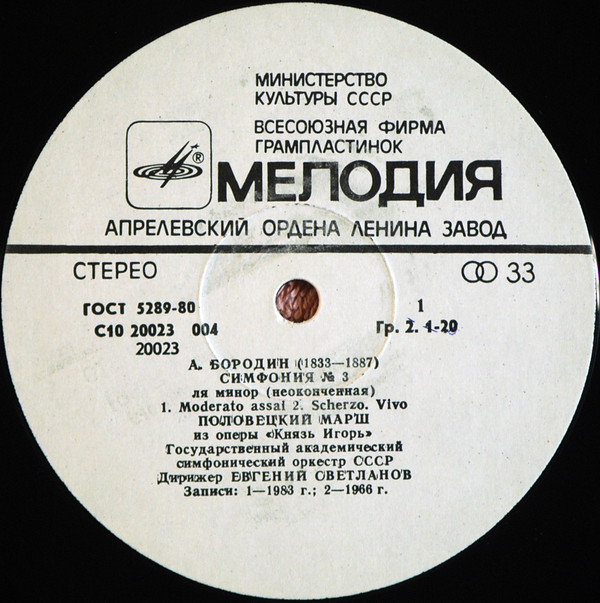 МИНИСТЕРСТВО
КУЛЬТУРЫ СССР
ВСЕСОЮЗНАЯ ФИРМА
ГРАМПЛАСТИНОК
®
МЕЛОДИЯ
АПРЕЛЕВСКИЙ ОРДЕНА ЛЕНИНА ЗАВОД
СТЕРЕО
33
ГОСТ 5289-80
1
С10 20023 004
Гр. 2. 1-20
20023
А. БОРОДИН (1833—1887)
СИМФОНИЯ № 3
ля минор (неоконченная)
1. Moderato assai 2. Scherzo. Vivo
ПОЛОВЕЦКИЙ МАРШ
из оперы «Князь Игорь»
Государственный академический
симфонический оркестр СССР
Дирижер ЕВГЕНИЙ СВЕТЛАНОВ
Записи: 1—1983 г.; 2—1966 г.